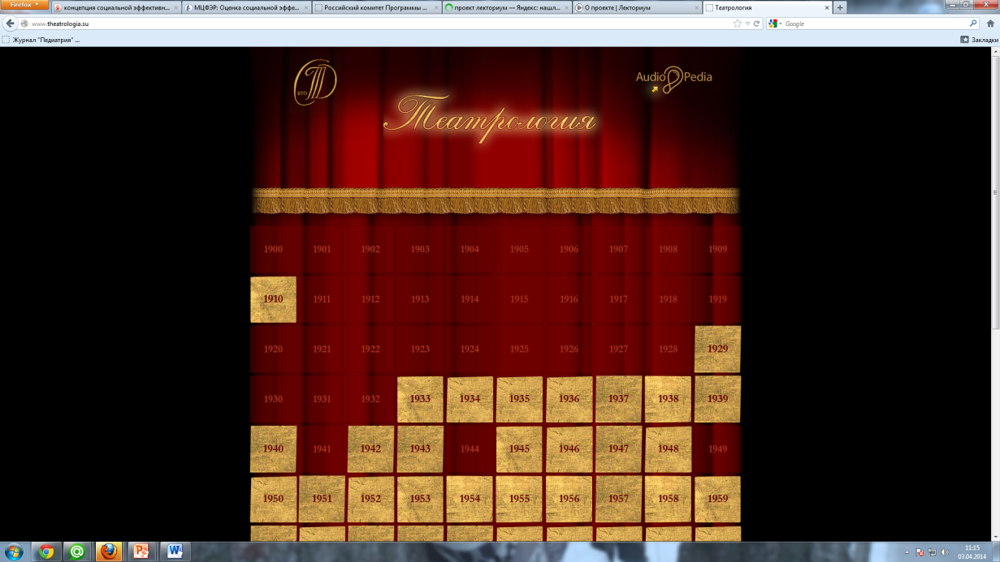 Firefox
концепция социальной эффективн...
МЦФЭР: Оценка социальной эффе...
Российский комитет Программы ...
проект лекториум — Яндекс: нашл...
О проекте | Лекториум
Театрология
www.theatrologia.su
Google
Журнал "Педиатрия" ...
Закладки
ВТО
AudioPedia
Театрология
1900 1901 1902 1903 1904 1905 1906 1907 1908 1909
1910 1911 1912 1913 1914 1915 1916 1917 1918 1919
1920 1921 1922 1923 1924 1925 1926 1927 1928 1929
1930 1931 1932 1933 1934 1935 1936 1937 1938 1939
1940 1941 1942 1943 1944 1945 1946 1947 1948 1949
1950 1951 1952 1953 1954 1955 1956 1957 1958 1959
11:15
03.04.2014